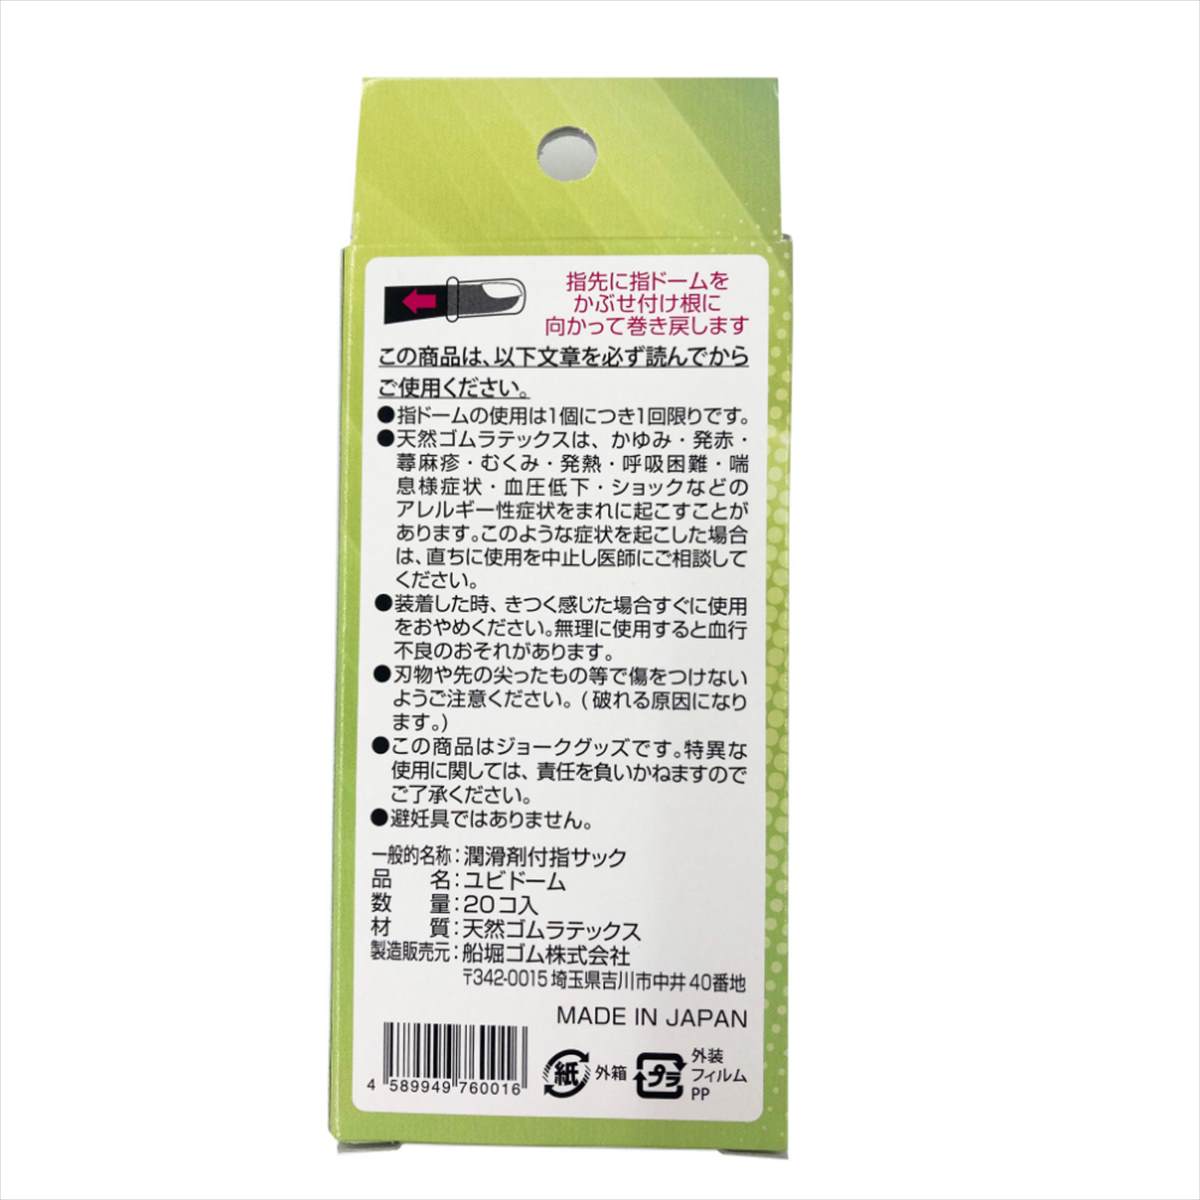 指先に指ドームを
かぶせ付け根に
向かって巻き戻します
この商品は、以下文章を必ず読んでから
ご使用ください。
●指ドームの使用は1個につき1回限りです。
●天然ゴムラテックスは、かゆみ・発赤・
蕁麻疹・むくみ・発熱・呼吸困難・喘
息様症状・血圧低下・ショックなどの
アレルギー性症状をまれに起こすことが
あります。このような症状を起こした場合
は、直ちに使用を中止し医師にご相談して
ください。
●装着した時、きつく感じた場合すぐに使用
をおやめください。無理に使用すると血行
不良のおそれがあります。
●刃物や先の尖ったもの等で傷をつけない
ようご注意ください。(破れる原因になり
ます。)
●この商品はジョークグッズです。特異な
使用に関しては、責任を負いかねますので
ご了承ください。
●避妊具ではありません。
一般的名称：潤滑剤付指サック
品名：ユビドーム
数量：20コ入
材質：天然ゴムラテックス
製造販売元：船堀ゴム株式会社
〒342-0015 埼玉県吉川市中井40番地
MADE IN JAPAN
4 589949 760016
紙 外箱
プラ 外装
フィルム
PP